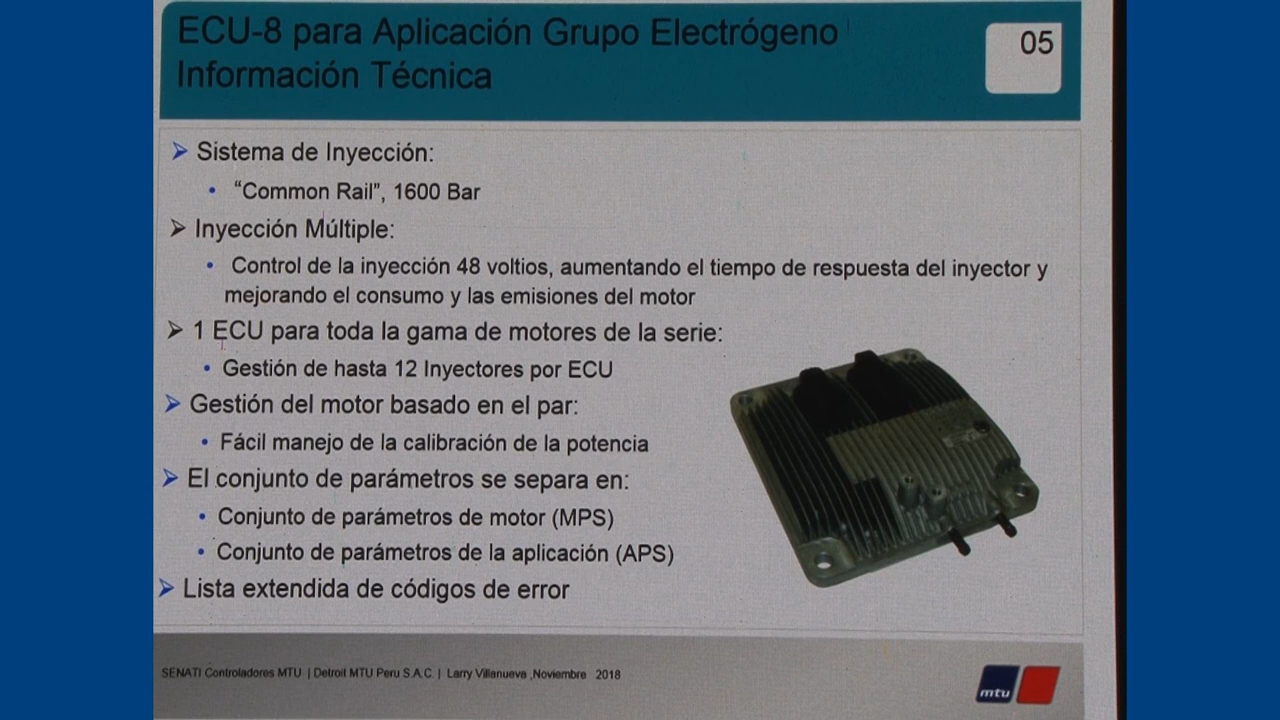 ECU-8 para Aplicación Grupo Electrógeno
Información Técnica
05
Sistema de Inyección:
“Common Rail”, 1600 Bar
Inyección Múltiple:
Control de la inyección 48 voltios, aumentando el tiempo de respuesta del inyector y
mejorando el consumo y las emisiones del motor
1 ECU para toda la gama de motores de la serie:
Gestión de hasta 12 Inyectores por ECU
Gestión del motor basado en el par:
Fácil manejo de la calibración de la potencia
El conjunto de parámetros se separa en:
Conjunto de parámetros de motor (MPS)
Conjunto de parámetros de la aplicación (APS)
Lista extendida de códigos de error
SENATI Controladores MTU | Detroit MTU Peru S.A.C. | Larry Villanueva ,Noviembre 2018
mtu